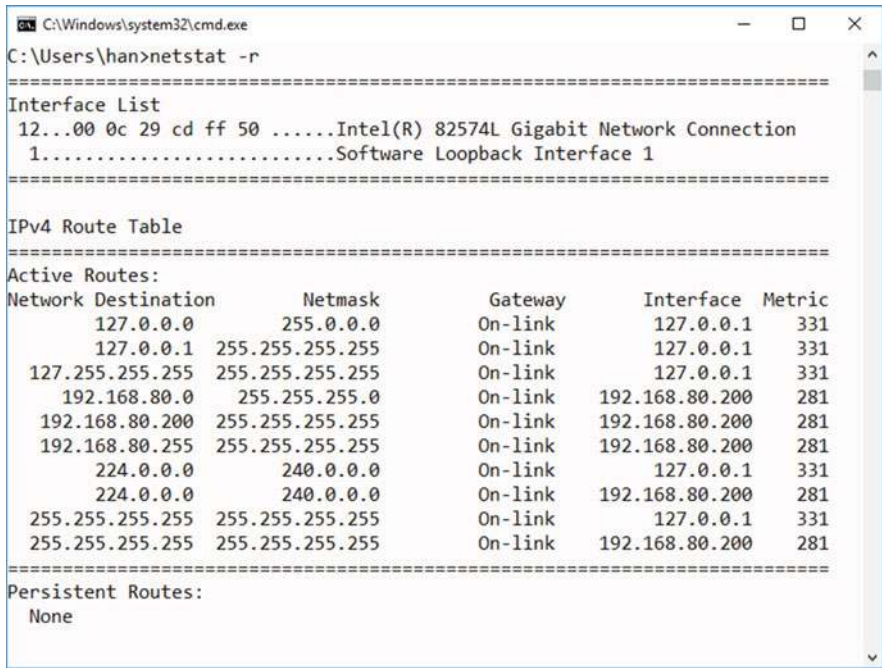 C:\Windows\system32\cmd.exe
C:\Users\han>netstat -r
===========================================================================
Interface List
 12...00 0c 29 cd ff 50 ......Intel(R) 82574L Gigabit Network Connection
  1...........................Software Loopback Interface 1
===========================================================================

IPv4 Route Table
===========================================================================
Active Routes:
Network Destination        Netmask          Gateway       Interface  Metric
        127.0.0.0        255.0.0.0         On-link         127.0.0.1    331
        127.0.0.1  255.255.255.255         On-link         127.0.0.1    331
  127.255.255.255  255.255.255.255         On-link         127.0.0.1    331
     192.168.80.0    255.255.255.0         On-link    192.168.80.200    281
   192.168.80.200  255.255.255.255         On-link    192.168.80.200    281
   192.168.80.255  255.255.255.255         On-link    192.168.80.200    281
        224.0.0.0        240.0.0.0         On-link         127.0.0.1    331
        224.0.0.0        240.0.0.0         On-link    192.168.80.200    281
  255.255.255.255  255.255.255.255         On-link         127.0.0.1    331
  255.255.255.255  255.255.255.255         On-link    192.168.80.200    281
===========================================================================
Persistent Routes:
  None